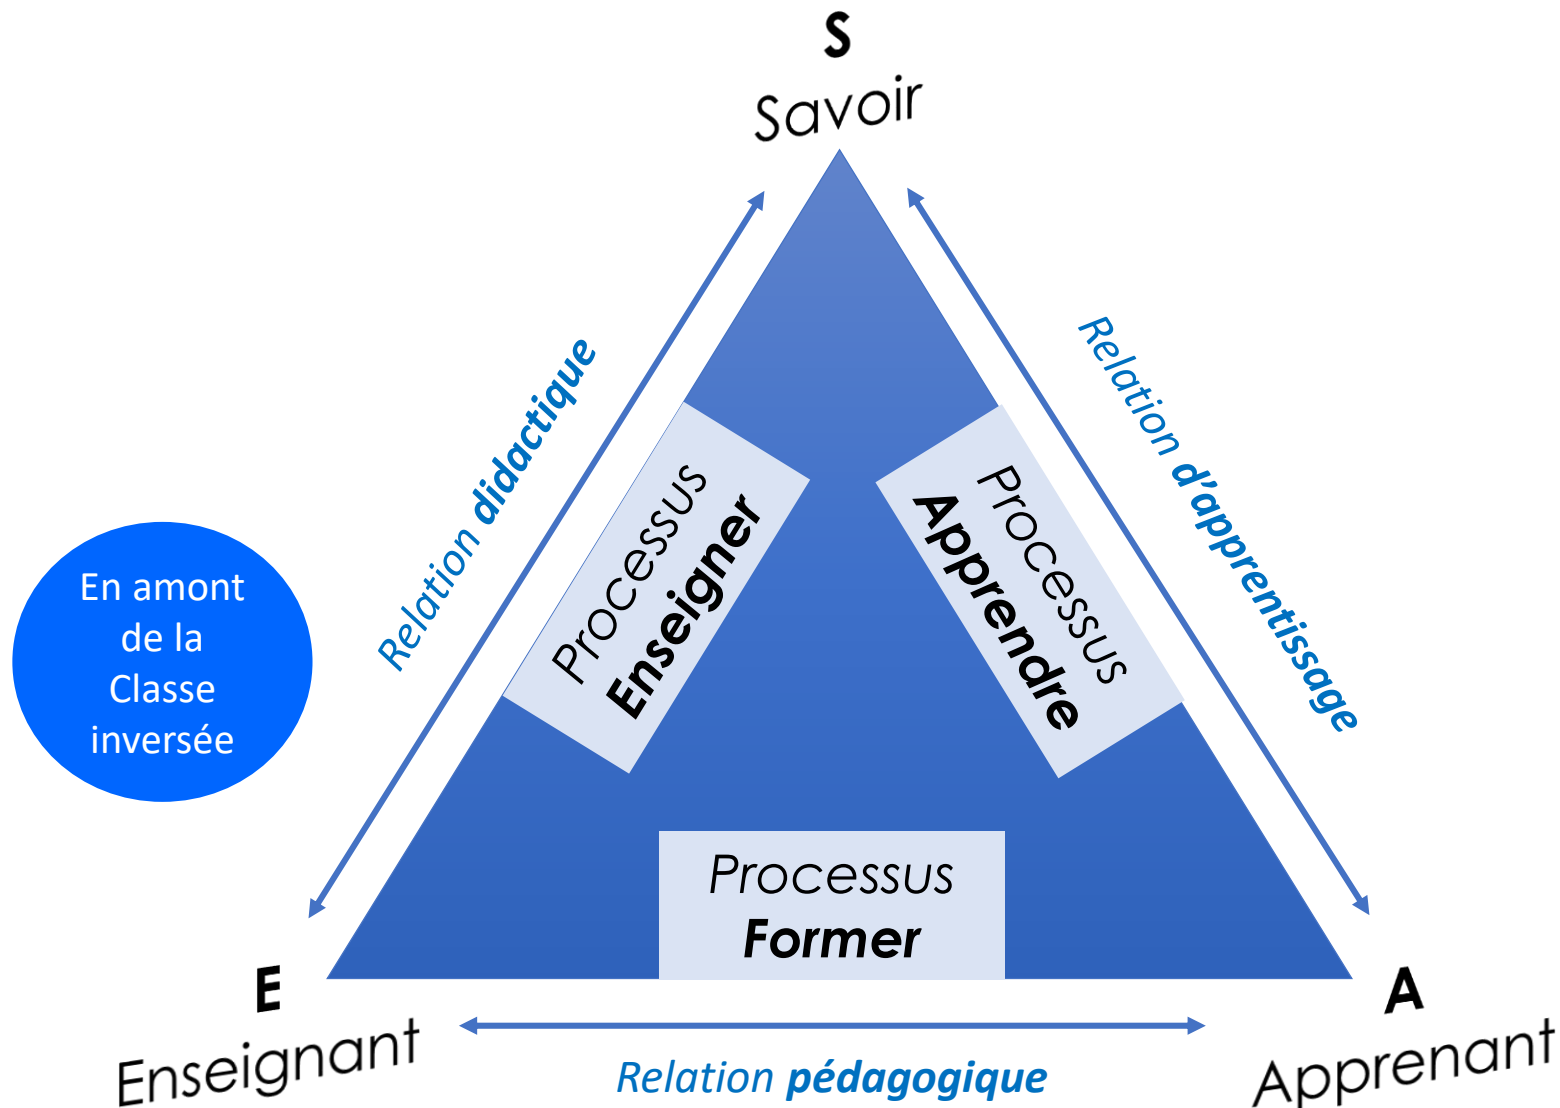 S
Savoir
Relation didactique
Processus
Enseigner
Processus
Apprendre
Relation d'apprentissage
En amont
de la
Classe
inversée
Processus
Former
E
Enseignant
A
Apprenant
Relation pédagogique